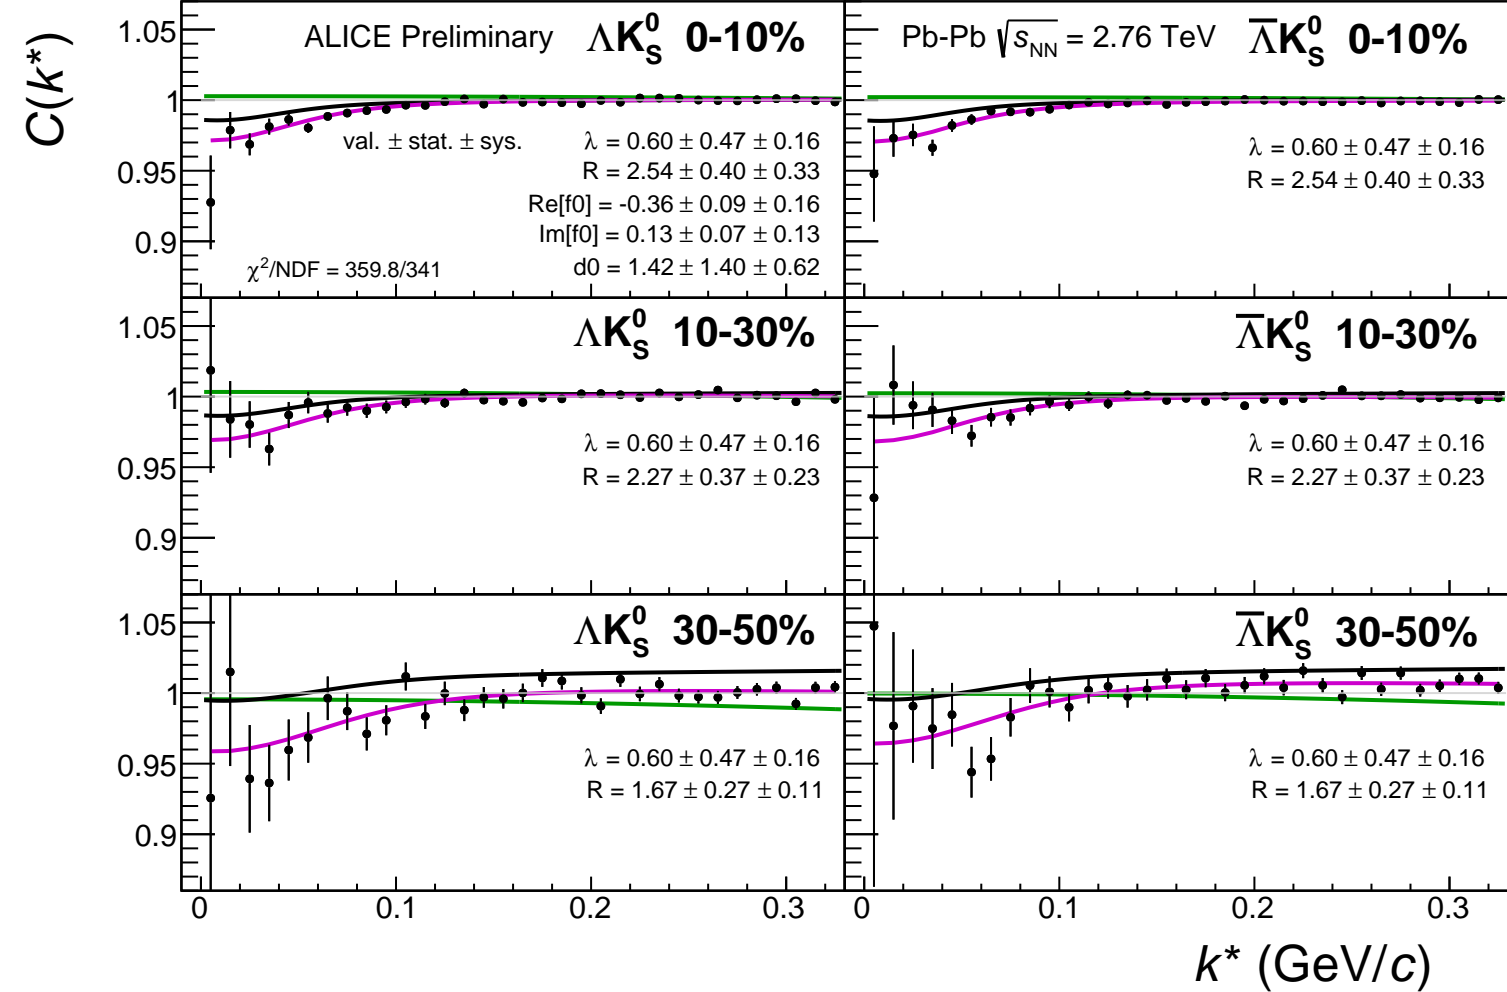 C(k*)
ALICE Preliminary ΛK⁰_S 0-10%
val. ± stat. ± sys.
λ = 0.60 ± 0.47 ± 0.16
R = 2.54 ± 0.40 ± 0.33
Re[f0] = -0.36 ± 0.09 ± 0.16
Im[f0] = 0.13 ± 0.07 ± 0.13
d0 = 1.42 ± 1.40 ± 0.62
χ²/NDF = 359.8/341
1.05
1
0.95
0.9
Pb-Pb √s_NN = 2.76 TeV Λ̅K⁰_S 0-10%
λ = 0.60 ± 0.47 ± 0.16
R = 2.54 ± 0.40 ± 0.33
ΛK⁰_S 10-30%
λ = 0.60 ± 0.47 ± 0.16
R = 2.27 ± 0.37 ± 0.23
1.05
1
0.95
0.9
Λ̅K⁰_S 10-30%
λ = 0.60 ± 0.47 ± 0.16
R = 2.27 ± 0.37 ± 0.23
ΛK⁰_S 30-50%
λ = 0.60 ± 0.47 ± 0.16
R = 1.67 ± 0.27 ± 0.11
1.05
1
0.95
0.9
Λ̅K⁰_S 30-50%
λ = 0.60 ± 0.47 ± 0.16
R = 1.67 ± 0.27 ± 0.11
0 0.1 0.2 0.3
0 0.1 0.2 0.3
k* (GeV/c)